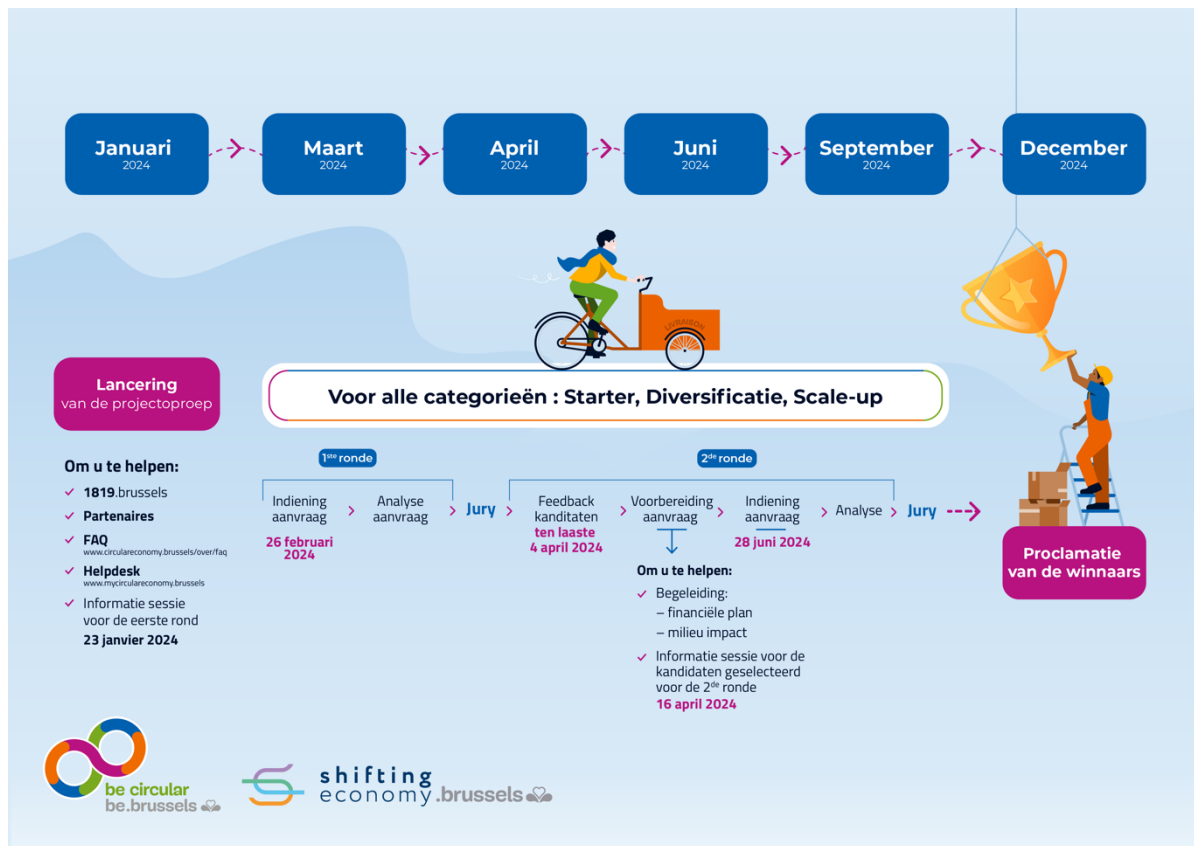 Januari
2024
Maart
2024
April
2024
Juni
2024
September
2024
December
2024
LIVRAISON
Lancering
van de projectoproep
Voor alle categorieën : Starter, Diversificatie, Scale-up
Om u te helpen:
1819.brussels
Partenaires
FAQ
www.circulareconomy.brussels/over/faq
Helpdesk
www.mycirculareconomy.brussels
Informatie sessie
voor de eerste rond
23 janvier 2024
1ste ronde
Indiening
aanvraag
26 februari
2024
Analyse
aanvraag
Jury
2de ronde
Feedback
kanditaten
ten laaste
4 april 2024
Voorbereiding
aanvraag
Indiening
aanvraag
28 juni 2024
Analyse
Jury
Om u te helpen:
Begeleiding:
– financiële plan
– milieu impact
Informatie sessie voor de
kandidaten geselecteerd
voor de 2de ronde
16 april 2024
Proclamatie
van de winnaars
be circular
be.brussels
shifting
economy.brussels